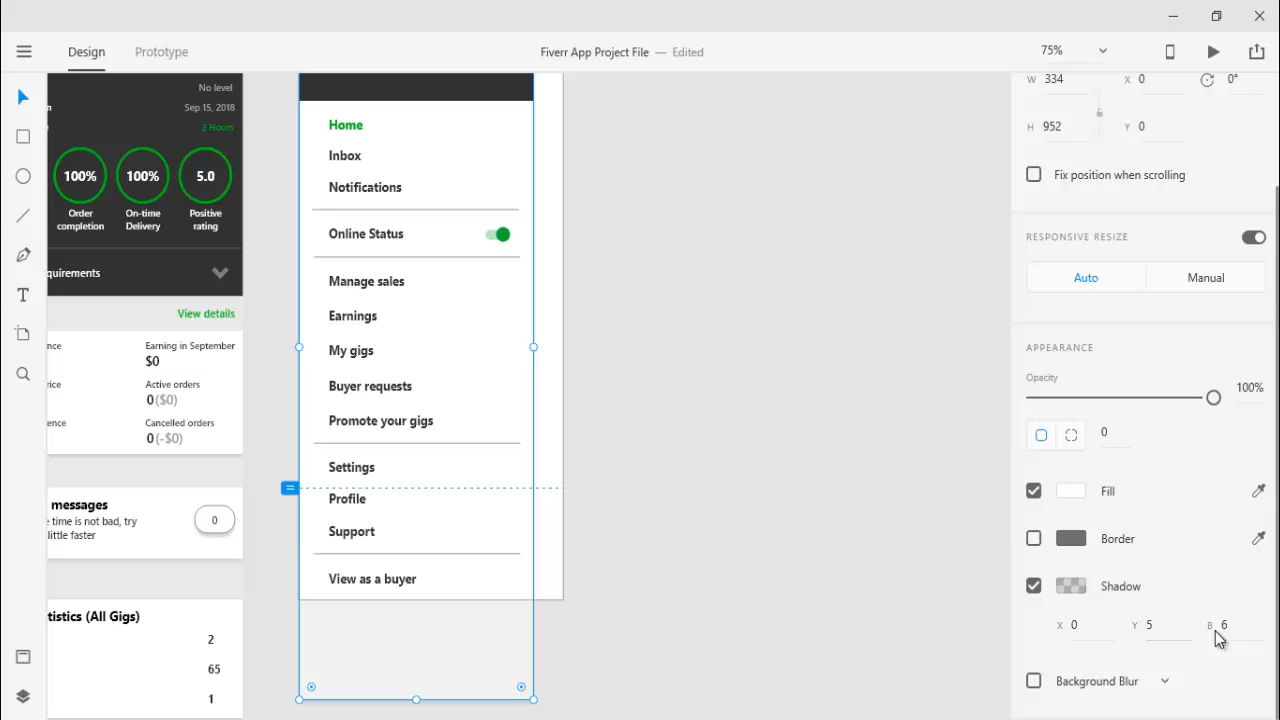 Design
Prototype
Fiverr App Project File — Edited
75%
No level
Sep 15, 2018
2 Hours
100%
100%
5.0
Order
completion
On-time
Delivery
Positive
rating
quirements
View details
nce
Earning in September
$0
rice
Active orders
0 ($0)
ence
Cancelled orders
0 (-$0)
messages
time is not bad, try
little faster
0
tistics (All Gigs)
2
65
1
Home
Inbox
Notifications
Online Status
Manage sales
Earnings
My gigs
Buyer requests
Promote your gigs
Settings
Profile
Support
View as a buyer
W 334
X 0
0°
H 952
Y 0
Fix position when scrolling
RESPONSIVE RESIZE
Auto
Manual
APPEARANCE
Opacity
100%
0
Fill
Border
Shadow
X 0
Y 5
B 6
Background Blur